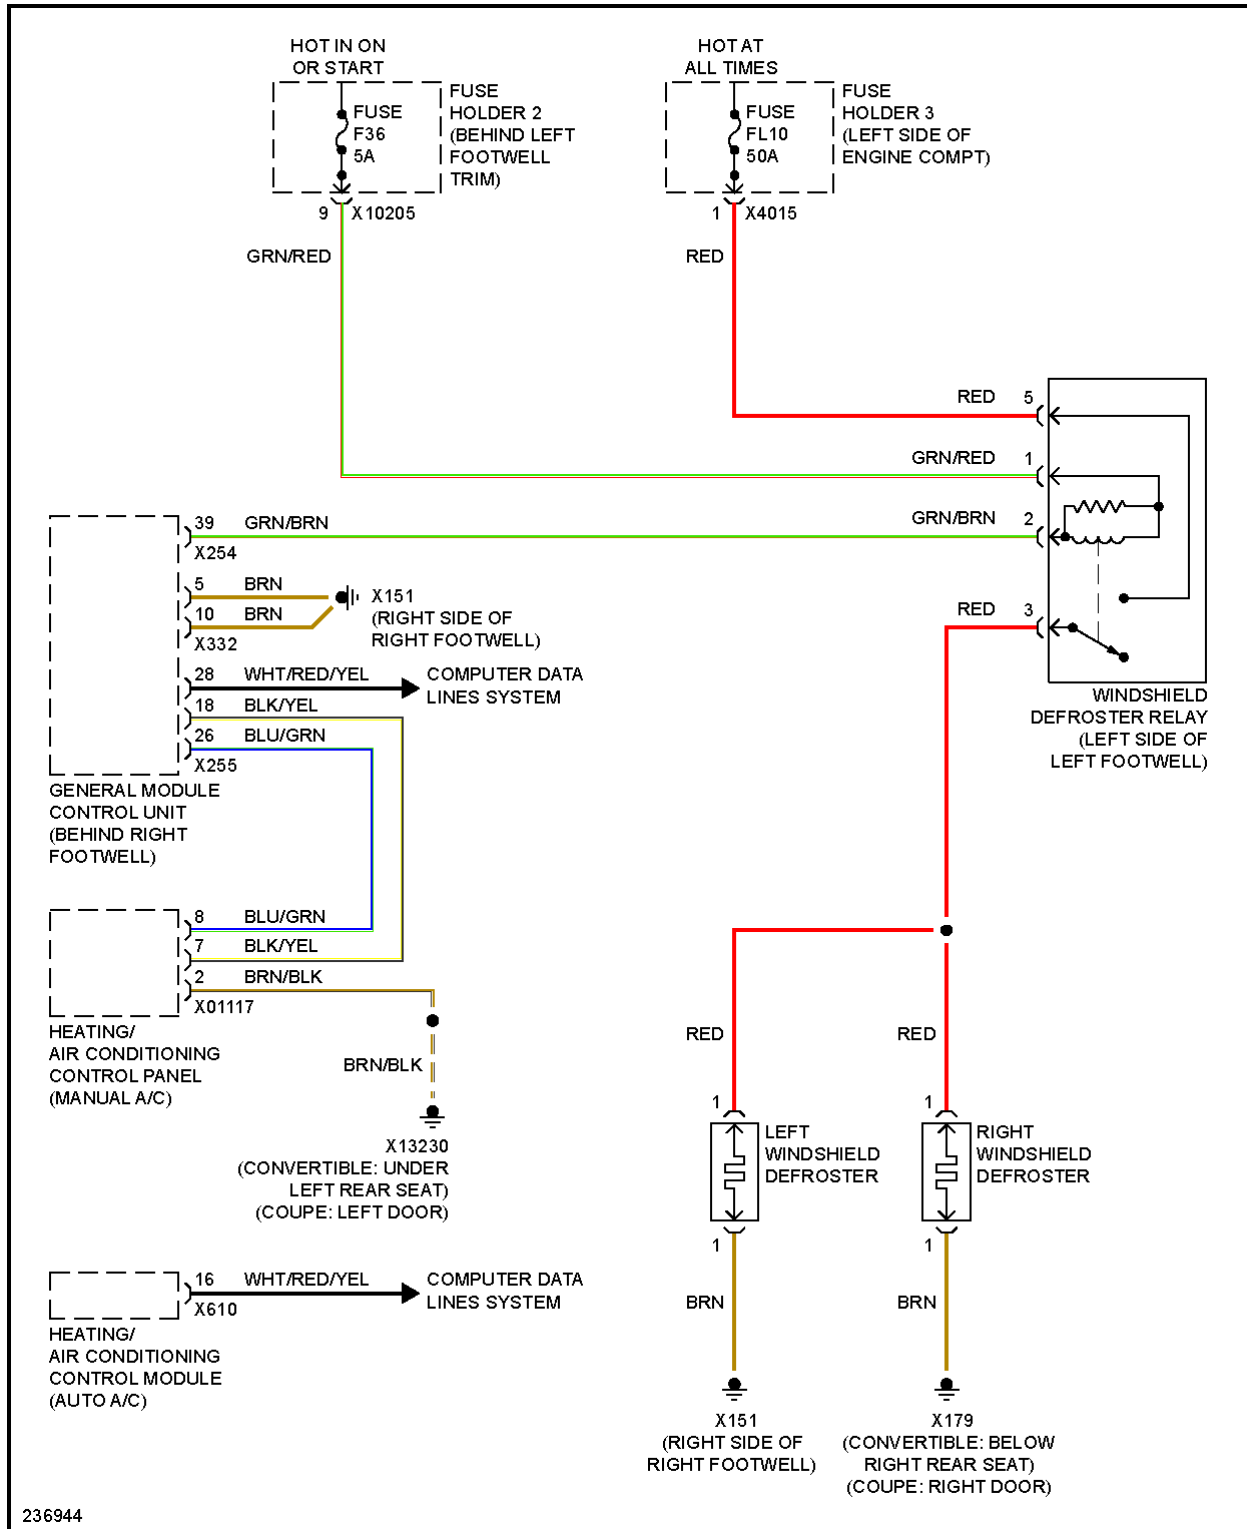 HOT IN ON
OR START
FUSE
F36
5A
FUSE
HOLDER 2
(BEHIND LEFT
FOOTWELL
TRIM)
9
X10205
GRN/RED
HOT AT
ALL TIMES
FUSE
FL10
50A
FUSE
HOLDER 3
(LEFT SIDE OF
ENGINE COMPT)
1
X4015
RED
RED 5
GRN/RED 1
GRN/BRN 2
RED 3
WINDSHIELD
DEFROSTER RELAY
(LEFT SIDE OF
LEFT FOOTWELL)
39 GRN/BRN
X254
5 BRN
10 BRN
X332
X151
(RIGHT SIDE OF
RIGHT FOOTWELL)
28 WHT/RED/YEL
COMPUTER DATA
LINES SYSTEM
18 BLK/YEL
26 BLU/GRN
X255
GENERAL MODULE
CONTROL UNIT
(BEHIND RIGHT
FOOTWELL)
8 BLU/GRN
7 BLK/YEL
2 BRN/BLK
X01117
HEATING/
AIR CONDITIONING
CONTROL PANEL
(MANUAL A/C)
BRN/BLK
X13230
(CONVERTIBLE: UNDER
LEFT REAR SEAT)
(COUPE: LEFT DOOR)
RED
RED
1
1
LEFT
WINDSHIELD
DEFROSTER
RIGHT
WINDSHIELD
DEFROSTER
1
1
BRN
BRN
X151
(RIGHT SIDE OF
RIGHT FOOTWELL)
X179
(CONVERTIBLE: BELOW
RIGHT REAR SEAT)
(COUPE: RIGHT DOOR)
16 WHT/RED/YEL
X610
COMPUTER DATA
LINES SYSTEM
HEATING/
AIR CONDITIONING
CONTROL MODULE
(AUTO A/C)
236944